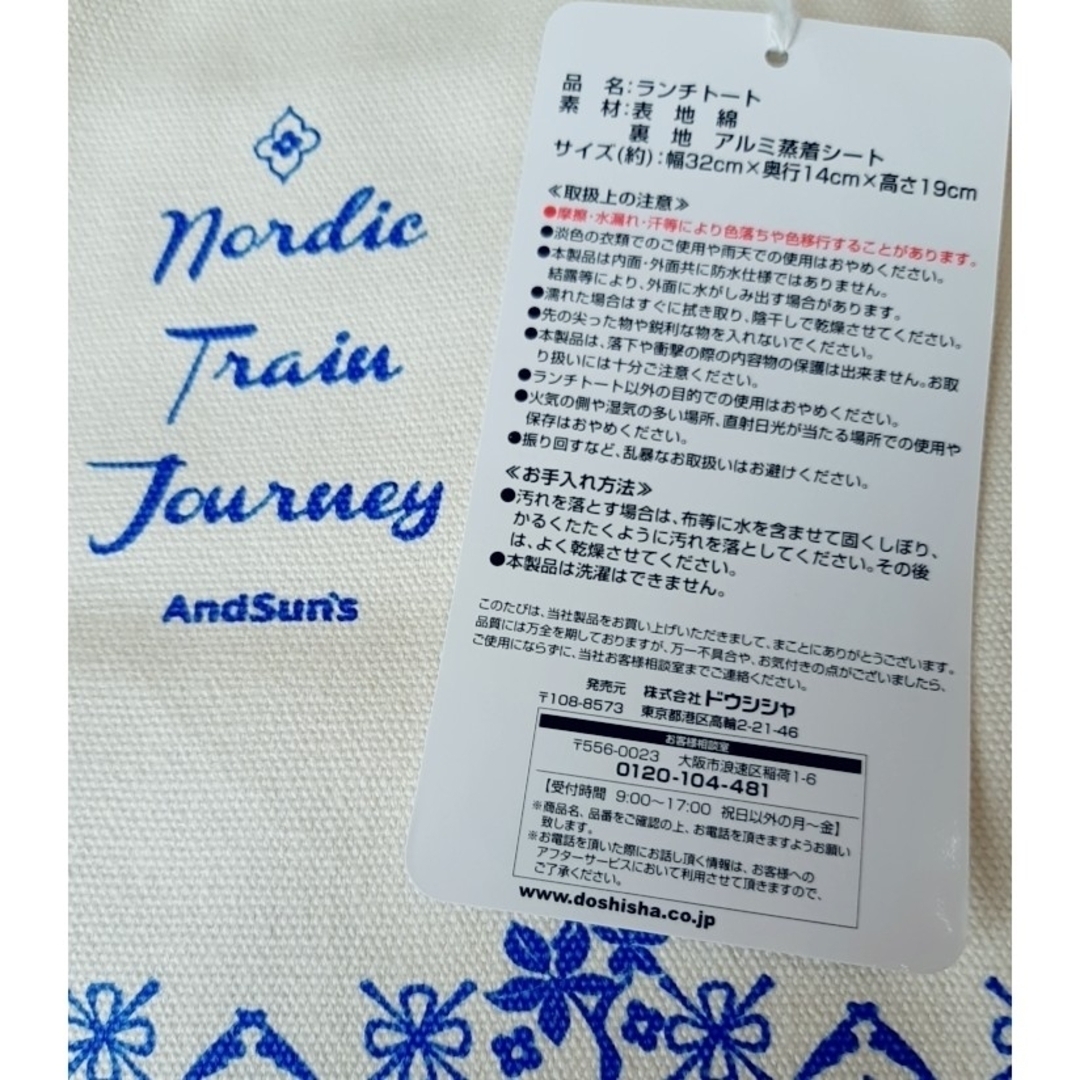 Nordic
Train
Journey
AndSun's
品　名：ランチトート
素　材：表　地　綿
裏　地　アルミ蒸着シート
サイズ(約)：幅32cm×奥行14cm×高さ19cm
≪取扱上の注意≫
●摩擦・水漏れ・汗等により色落ちや色移行することがあります。
●淡色の衣類でのご使用や雨天での使用はおやめください。
●本製品は内面・外面共に防水仕様ではありません。
結露等により、外面に水がしみ出す場合があります。
●濡れた場合はすぐに拭き取り、陰干しで乾燥させてください。
●先の尖った物や鋭利な物を入れないでください。
●本製品は、落下や衝撃の際の内容物の保護は出来ません。お取
り扱いには十分ご注意ください。
●ランチトート以外の目的での使用はおやめください。
●火気の側や湿気の多い場所、直射日光が当たる場所での使用や
保存はおやめください。
●振り回すなど、乱暴なお取扱いはお避けください。
≪お手入れ方法≫
●汚れを落とす場合は、布等に水を含ませて固くしぼり、
かるくたたくように汚れを落としてください。その後
は、よく乾燥させてください。
●本製品は洗濯はできません。
このたびは、当社製品をお買い上げいただきまして、まことにありがとうございます。
品質には万全を期しておりますが、万一不具合や、お気付きの点がございましたら、
ご使用にならずに、当社お客様相談室までご連絡ください。
発売元　株式会社ドウシシャ
〒108-8573　東京都港区高輪2-21-46
お客様相談室
〒556-0023　大阪市浪速区稲荷1-6
0120-104-481
【受付時間　9:00〜17:00　祝日以外の月〜金】
※商品名、品番をご確認の上、お電話を頂きますようお願い
致します。
※お電話を頂いた際にお話し頂く情報は、お客様への
アフターサービスにおいて利用させて頂きますので、
ご了承ください。
www.doshisha.co.jp